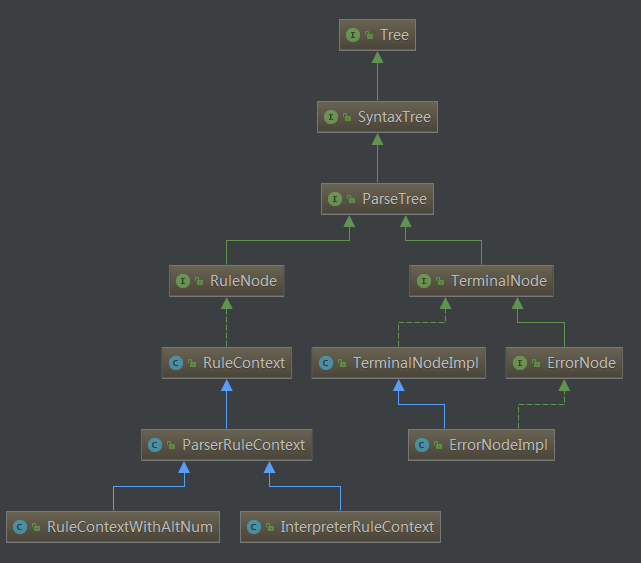 I Tree
I SyntaxTree
I ParseTree
I RuleNode
I TerminalNode
C RuleContext
C TerminalNodeImpl
I ErrorNode
C ParserRuleContext
C ErrorNodeImpl
C RuleContextWithAltNum
C InterpreterRuleContext